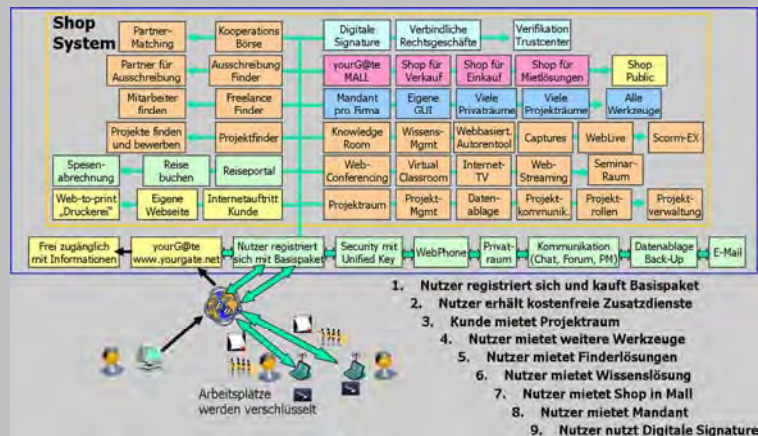 Shop
System
Partner-
Matching
Kooperations
Börse
Digitale
Signature
Verbindliche
Rechtsgeschäfte
Verifikation
Trustcenter
Partner für
Ausschreibung
Ausschreibung
Finder
yourG@te
MALL
Shop für
Verkauf
Shop für
Einkauf
Shop für
Mietlösungen
Shop
Public
Mitarbeiter
finden
Freelance
Finder
Mandant
pro Firma
Eigene
GUI
Viele
Privaträume
Viele
Projekträume
Alle
Werkzeuge
Projekte finden
und bewerben
Projektfinder
Knowledge
Room
Wissens-
Mgmt
Webbasiert.
Autorentool
Captures
WebLive
Scorm-EX
Spesen-
abrechnung
Reise
buchen
Reiseportal
Web-
Conferencing
Virtual
Classroom
Internet-
TV
Web-
Streaming
Seminar-
Raum
Web-to-print
„Druckerei"
Eigene
Webseite
Internetauftritt
Kunde
Projektraum
Projekt-
Mgmt
Daten-
ablage
Projekt-
kommunik.
Projekt-
rollen
Projekt-
verwaltung
Frei zugänglich
mit Informationen
yourG@te
www.yourgate.net
Nutzer registriert
sich mit Basispaket
Security mit
Unified Key
WebPhone
Privat-
raum
Kommunikation
(Chat, Forum, PM)
Datenablage
Back-Up
E-Mail
1. Nutzer registriert sich und kauft Basispaket
2. Nutzer erhält kostenfreie Zusatzdienste
3. Kunde mietet Projektraum
4. Nutzer mietet weitere Werkzeuge
5. Nutzer mietet Finderlösungen
6. Nutzer mietet Wissenslösung
7. Nutzer mietet Shop in Mall
8. Nutzer mietet Mandant
9. Nutzer nutzt Digitale Signature
Arbeitsplätze
werden verschlüsselt